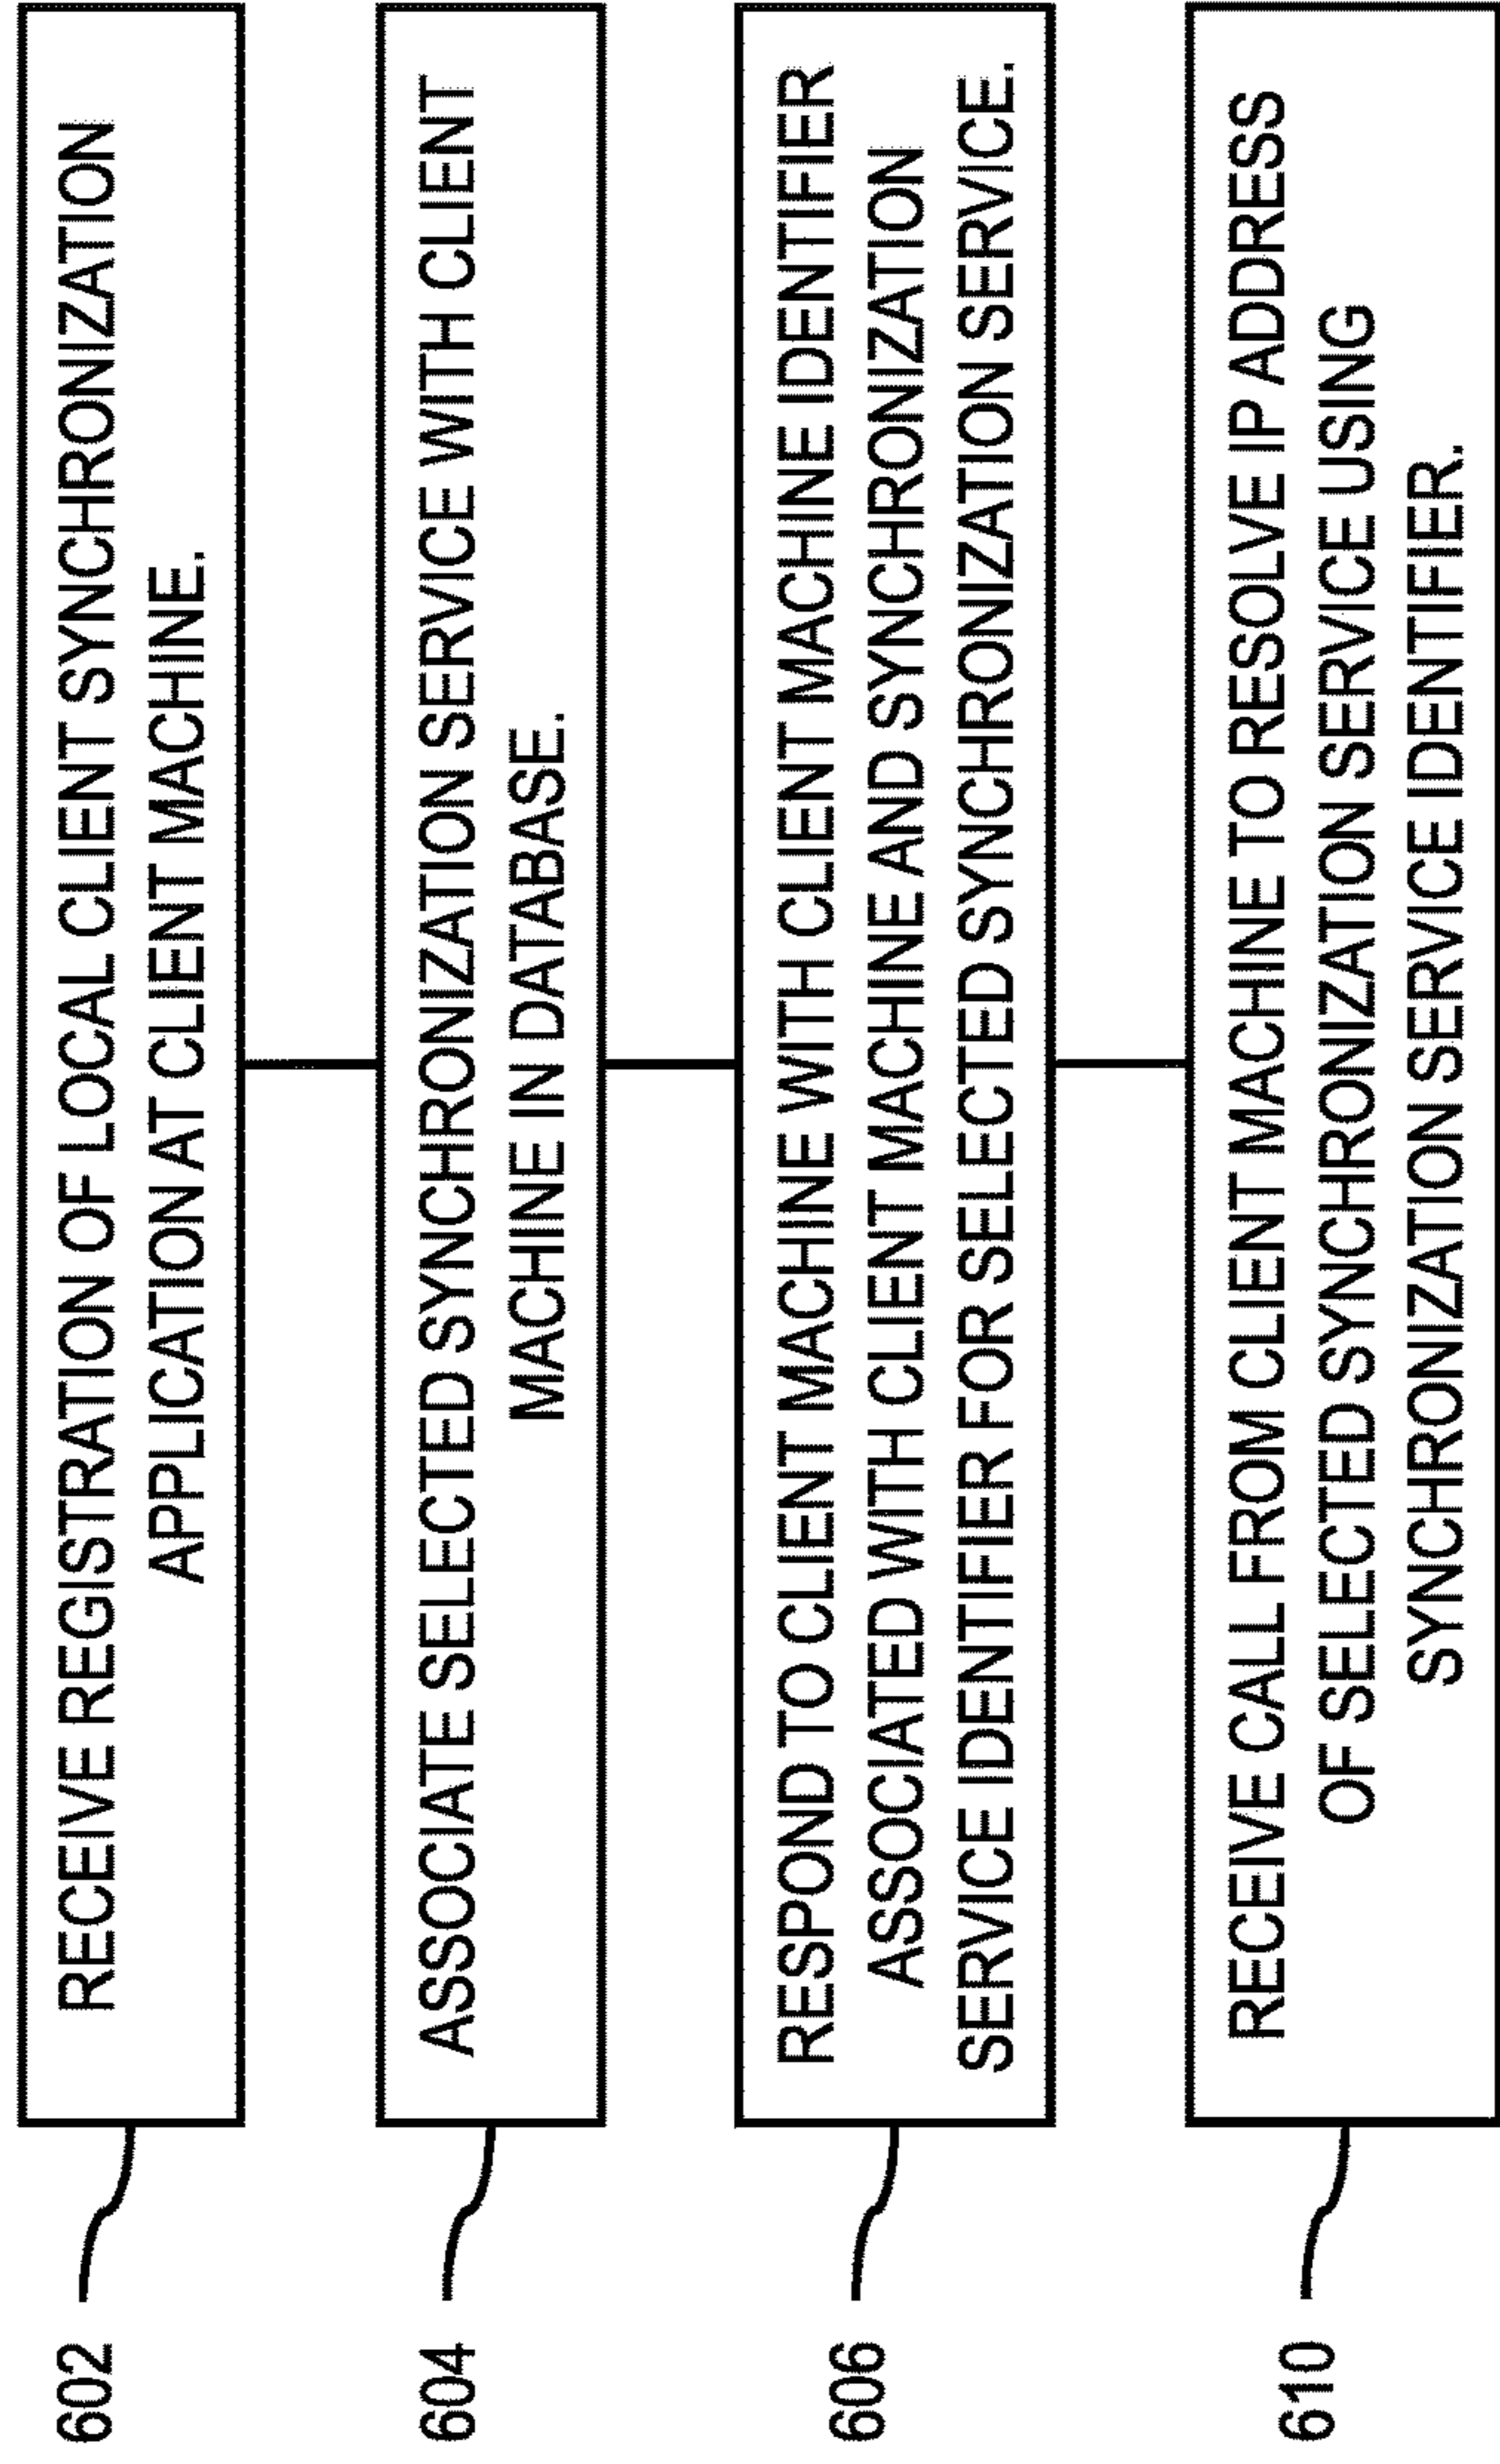 602
RECEIVE REGISTRATION OF LOCAL CLIENT SYNCHRONIZATION
APPLICATION AT CLIENT MACHINE.
604
ASSOCIATE SELECTED SYNCHRONIZATION SERVICE WITH CLIENT
MACHINE IN DATABASE.
606
RESPOND TO CLIENT MACHINE WITH CLIENT MACHINE IDENTIFIER
ASSOCIATED WITH CLIENT MACHINE AND SYNCHRONIZATION
SERVICE IDENTIFIER FOR SELECTED SYNCHRONIZATION SERVICE.
610
RECEIVE CALL FROM CLIENT MACHINE TO RESOLVE IP ADDRESS
OF SELECTED SYNCHRONIZATION SERVICE USING
SYNCHRONIZATION SERVICE IDENTIFIER.